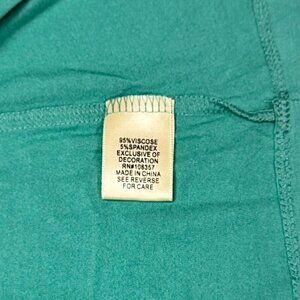 95%VISCOSE
5%SPANDEX
EXCLUSIVE OF
DECORATION
RN#108357
MADE IN CHINA
SEE REVERSE
FOR CARE